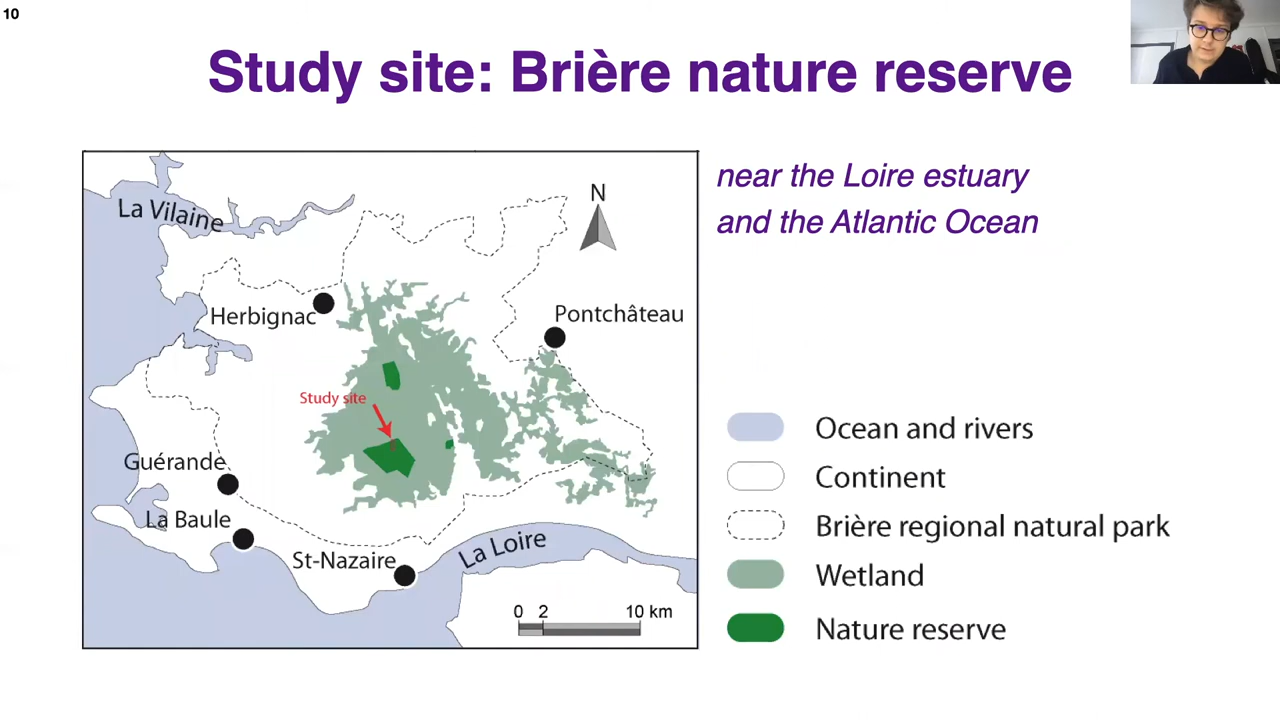 10
Study site: Brière nature reserve
near the Loire estuary
and the Atlantic Ocean
La Vilaine
N
Herbignac
Pontchâteau
Study site
Guérande
La Baule
St-Nazaire
La Loire
0 2 10 km
Ocean and rivers
Continent
Brière regional natural park
Wetland
Nature reserve